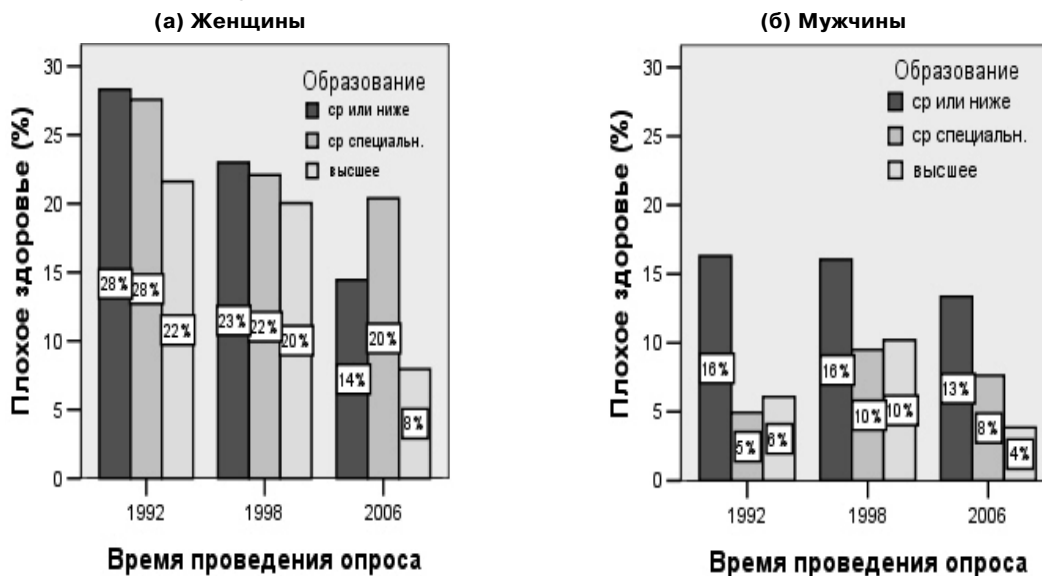 (а) Женщины
Плохое здоровье (%)
30
25
20
15
10
5
0
Образование
ср или ниже
ср специальн.
высшее
28%
28%
22%
23%
22%
20%
14%
20%
8%
1992
1998
2006
Время проведения опроса
(б) Мужчины
Плохое здоровье (%)
30
25
20
15
10
5
0
Образование
ср или ниже
ср специальн.
высшее
16%
5%
6%
16%
10%
10%
13%
8%
4%
1992
1998
2006
Время проведения опроса